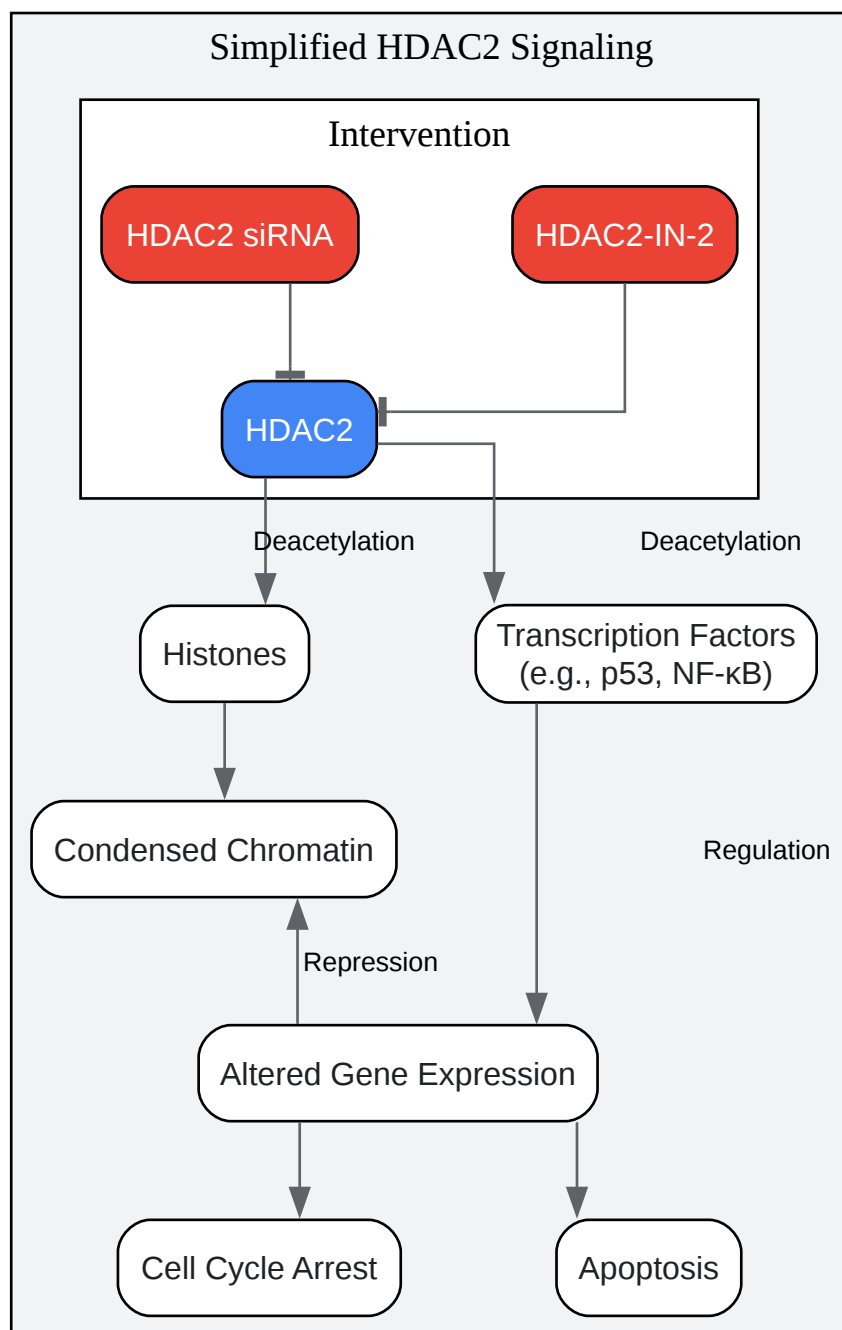 Simplified HDAC2 Signaling
Intervention
HDAC2 siRNA
HDAC2-IN-2
HDAC2
Deacetylation
Deacetylation
Histones
Transcription Factors
(e.g., p53, NF-κB)
Condensed Chromatin
Regulation
Repression
Altered Gene Expression
Cell Cycle Arrest
Apoptosis